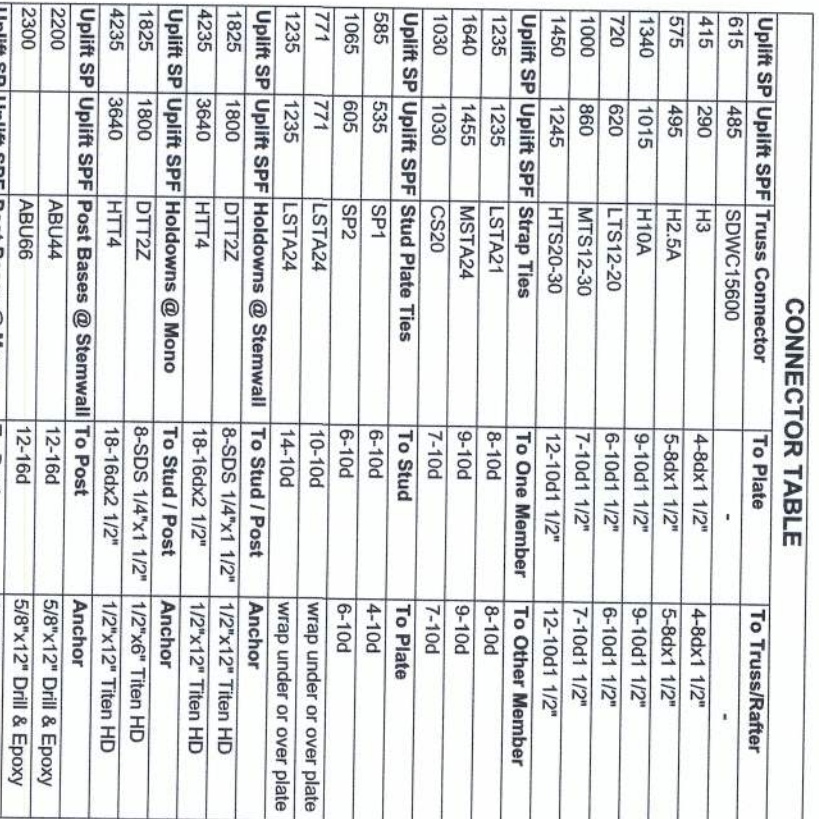 CONNECTOR TABLE
Uplift SP Uplift SPF Truss Connector To Plate To Truss/Rafter
615 485 SDWC15600 - -
415 290 H3 4-8dx1 1/2" 4-8dx1 1/2"
575 495 H2.5A 5-8dx1 1/2" 5-8dx1 1/2"
1340 1015 H10A 9-10d1 1/2" 9-10d1 1/2"
720 620 LTS12-20 6-10d1 1/2" 6-10d1 1/2"
1000 860 MTS12-30 7-10d1 1/2" 7-10d1 1/2"
1450 1245 HTS20-30 12-10d1 1/2" 12-10d1 1/2"
Uplift SP Uplift SPF Strap Ties To One Member To Other Member
1235 1235 LSTA21 8-10d 8-10d
1640 1455 MSTA24 9-10d 9-10d
1030 1030 CS20 7-10d 7-10d
Uplift SP Uplift SPF Stud Plate Ties To Stud To Plate
585 535 SP1 6-10d 4-10d
1065 605 SP2 6-10d 6-10d
771 771 LSTA24 10-10d wrap under or over plate
1235 1235 LSTA24 14-10d wrap under or over plate
Uplift SP Uplift SPF Holdowns @ Stemwall To Stud / Post Anchor
1825 1800 DTT2Z 8-SDS 1/4"x1 1/2" 1/2"x12" Titen HD
4235 3640 HTT4 18-16dx2 1/2" 1/2"x12" Titen HD
Uplift SP Uplift SPF Holdowns @ Mono To Stud / Post Anchor
1825 1800 DTT2Z 8-SDS 1/4"x1 1/2" 1/2"x6" Titen HD
4235 3640 HTT4 18-16dx2 1/2" 1/2"x12" Titen HD
Uplift SP Uplift SPF Post Bases @ Stemwall To Post Anchor
2200 ABU44 12-16d 5/8"x12" Drill & Epoxy
2300 ABU66 12-16d 5/8"x12" Drill & Epoxy
Uplift SP Uplift SPF Post Bases @